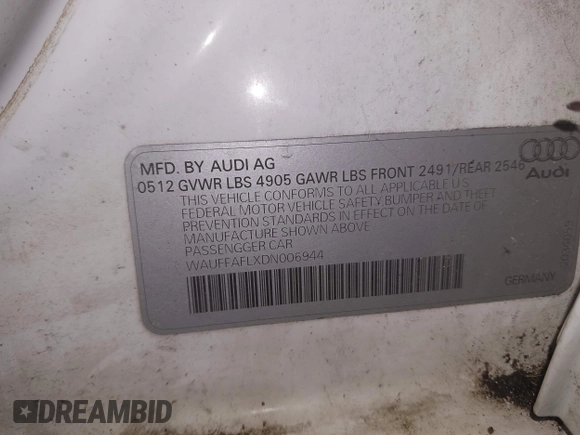 MFD. BY AUDI AG
0512 GVWR LBS 4905 GAWR LBS FRONT 2491/REAR 2546
THIS VEHICLE CONFORMS TO ALL APPLICABLE U.S.
FEDERAL MOTOR VEHICLE SAFETY BUMPER AND THEFT
PREVENTION STANDARDS IN EFFECT ON THE DATE OF
MANUFACTURE SHOWN ABOVE
PASSENGGER CAR
WAUFFAFLXDN006944
Audi
GERMANY
DREAMBID